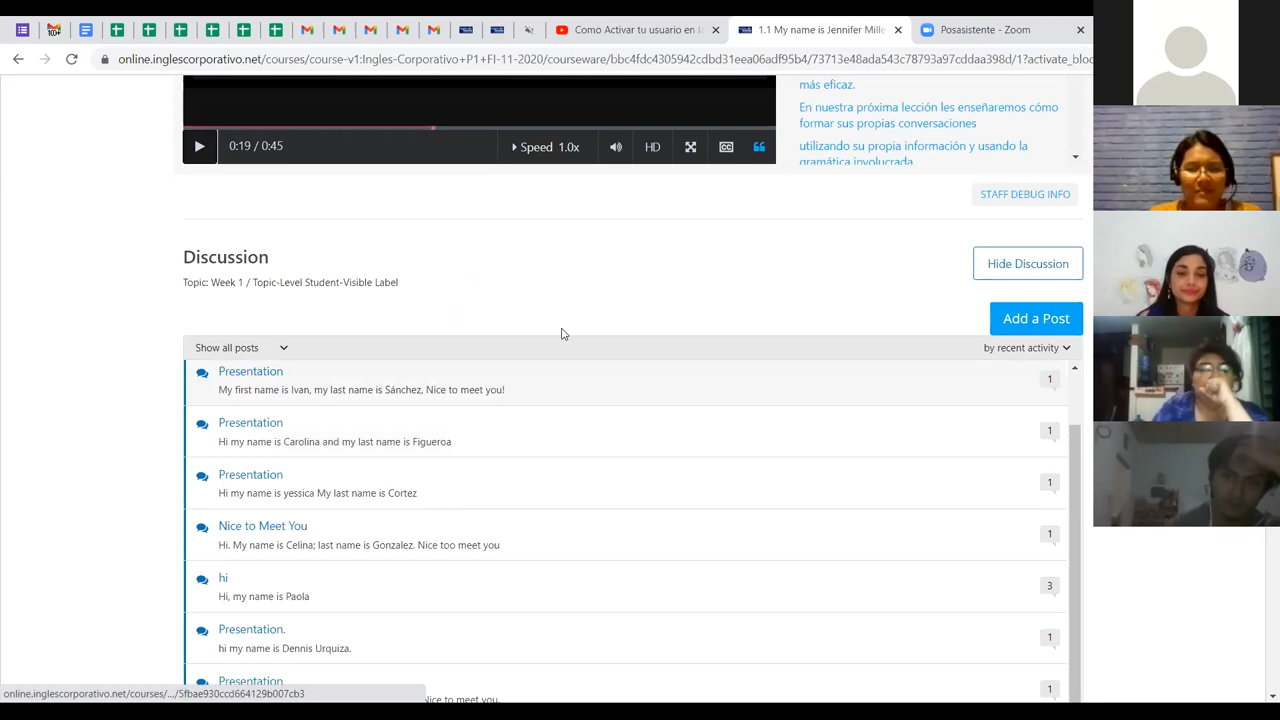 Como Activar tu usuario en l
1.1 My name is Jennifer Mille
Posasistente - Zoom
online.inglescorporativo.net/courses/course-v1:Ingles-Corporativo+P1+FI-11-2020/courseware/bbc4fdc4305942cdbd31eea06adf95b4/73713e48ada543c78793a97cddaa398d/1?activate_bloc
más eficaz.
En nuestra próxima lección les enseñaremos cómo
formar sus propias conversaciones
utilizando su propia información y usando la
gramática involucrada
0:19 / 0:45
Speed 1.0x
HD
STAFF DEBUG INFO
Discussion
Hide Discussion
Topic: Week 1 / Topic-Level Student-Visible Label
Add a Post
Show all posts
by recent activity
Presentation
My first name is Ivan, my last name is Sánchez, Nice to meet you!
1
Presentation
Hi my name is Carolina and my last name is Figueroa
1
Presentation
Hi my name is yessica My last name is Cortez
1
Nice to Meet You
Hi. My name is Celina; last name is Gonzalez. Nice too meet you
1
hi
Hi, my name is Paola
3
Presentation.
hi my name is Dennis Urquiza.
1
Presentation
Nice to meet you.
1
online.inglescorporativo.net/courses/.../5fbae930ccd664129b007cb3